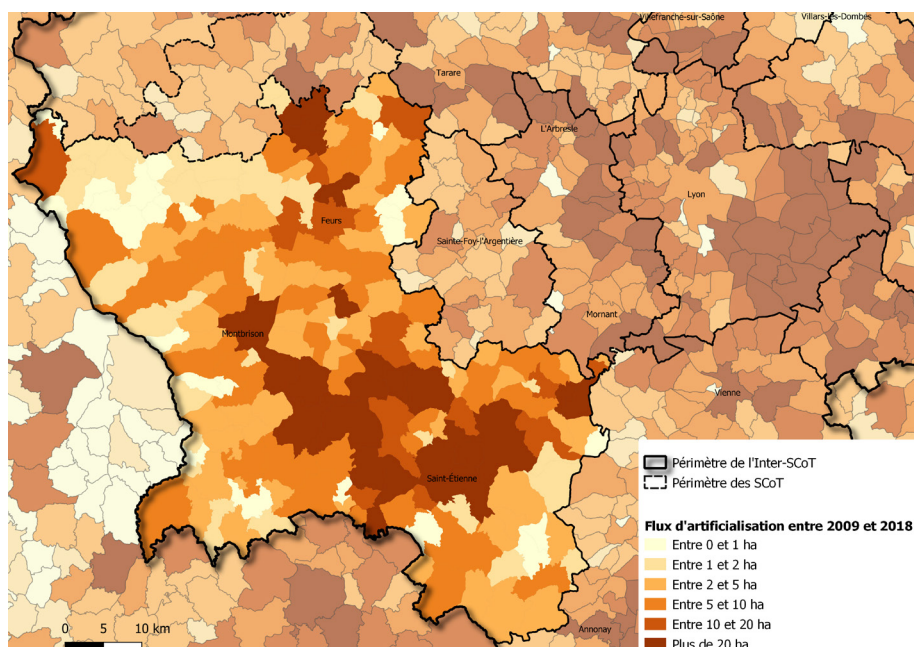 Villefranche-sur-Saône
Villars-les-Dombes
Tarare
L'Arbresle
Lyon
Feurs
Sainte-Foy-l'Argentière
Mornant
Montbrison
Vienne
Saint-Étienne
Annonay
Périmètre de l'Inter-SCoT
Périmètre des SCoT
Flux d'artificialisation entre 2009 et 2018
Entre 0 et 1 ha
Entre 1 et 2 ha
Entre 2 et 5 ha
Entre 5 et 10 ha
Entre 10 et 20 ha
Plus de 20 ha
0 5 10 km